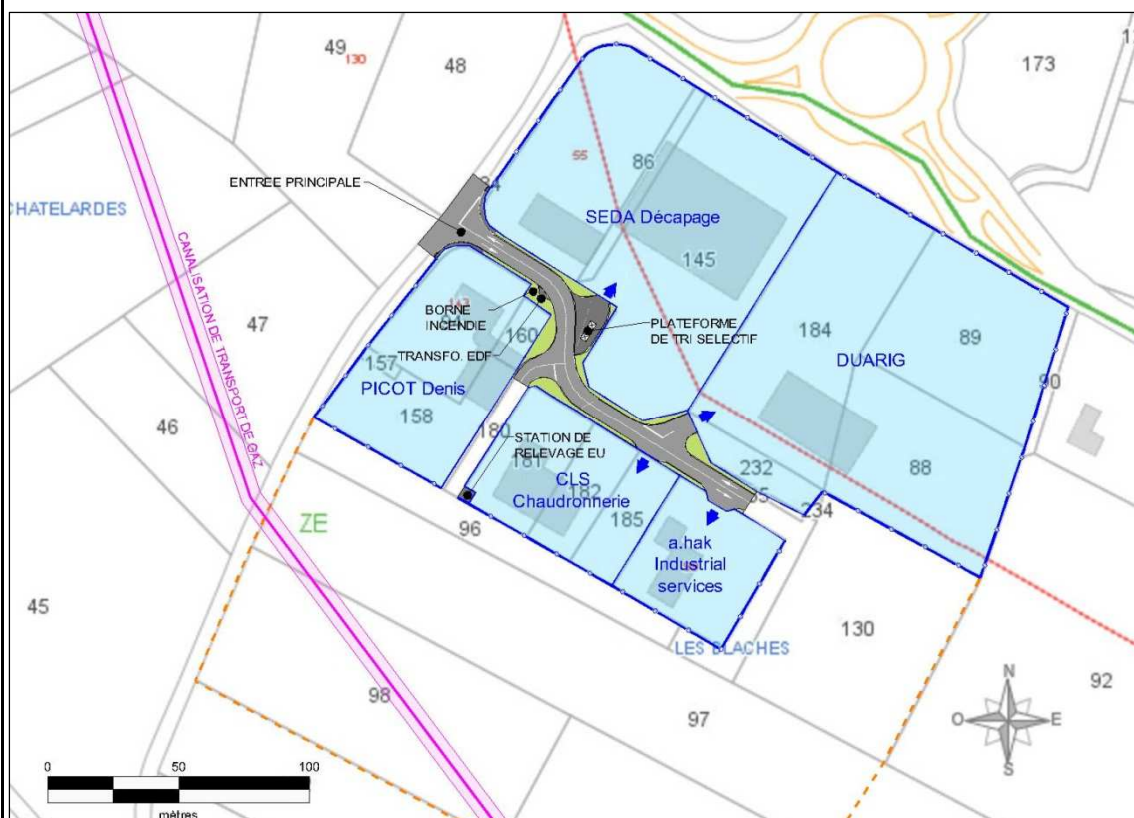 49
130
48
173
ENTREE PRINCIPALE
55
86
SEDA Décapage
145
CHATELARDES
CANALISATION DE TRANSPORT DE GAZ
47
BORNE
INCENDIE
160
TRANSFO. EDF
PLATEFORME
DE TRI SELECTIF
184
89
DUARIG
157
PICOT Denis
158
90
46
180
STATION DE
RELEVAGE EU
181
CLS
Chaudronnerie
182
185
232
88
234
ZE
96
a.hak
Industrial
services
45
130
LES BLACHES
92
98
97
N
O
E
S
0
50
100
mètres